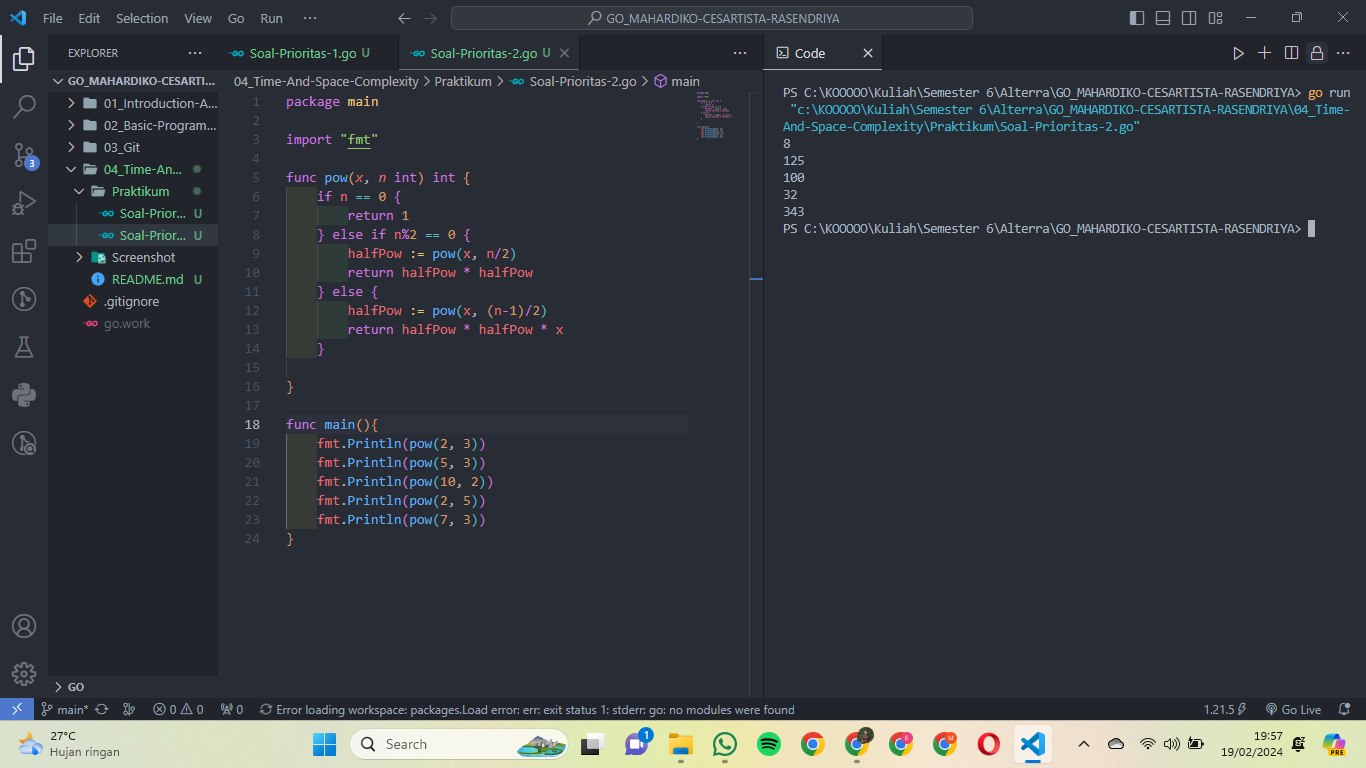 File Edit Selection View Go Run ··· GO_MAHARDIKO-CESARTISTA-RASENDRIYA
EXPLORER ···
GO_MAHARDIKO-CESARTI...
01_Introduction-A...
02_Basic-Program...
03_Git
04_Time-An...
Praktikum
Soal-Prior... U
Soal-Prior... U
Screenshot
README.md U
.gitignore
go.work
GO
Soal-Prioritas-1.go U
Soal-Prioritas-2.go U
04_Time-And-Space-Complexity > Praktikum > Soal-Prioritas-2.go > main
1 package main
2
3 import "fmt"
4
5 func pow(x, n int) int {
6 if n == 0 {
7 return 1
8 } else if n%2 == 0 {
9 halfPow := pow(x, n/2)
10 return halfPow * halfPow
11 } else {
12 halfPow := pow(x, (n-1)/2)
13 return halfPow * halfPow * x
14 }
15
16 }
17
18 func main(){
19 fmt.Println(pow(2, 3))
20 fmt.Println(pow(5, 3))
21 fmt.Println(pow(10, 2))
22 fmt.Println(pow(2, 5))
23 fmt.Println(pow(7, 3))
24 }
Code
PS C:\KOOOOO\Kuliah\Semester 6\Alterra\GO_MAHARDIKO-CESARTISTA-RASENDRIYA> go run
"c:\KOOOOO\Kuliah\Semester 6\Alterra\GO_MAHARDIKO-CESARTISTA-RASENDRIYA\04_Time-
And-Space-Complexity\Praktikum\Soal-Prioritas-2.go"
8
125
100
32
343
PS C:\KOOOOO\Kuliah\Semester 6\Alterra\GO_MAHARDIKO-CESARTISTA-RASENDRIYA>
3
main* 0 0 0 Error loading workspace: packages.Load error: err: exit status 1: stderr: go: no modules were found 1.21.5 Go Live
27°C
Hujan ringan
Search
1
E
M
19:57
19/02/2024
PRE